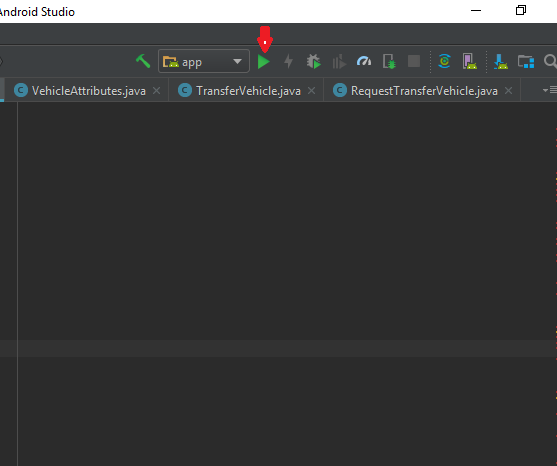 Android Studio
app
VehicleAttributes.java
TransferVehicle.java
RequestTransferVehicle.java